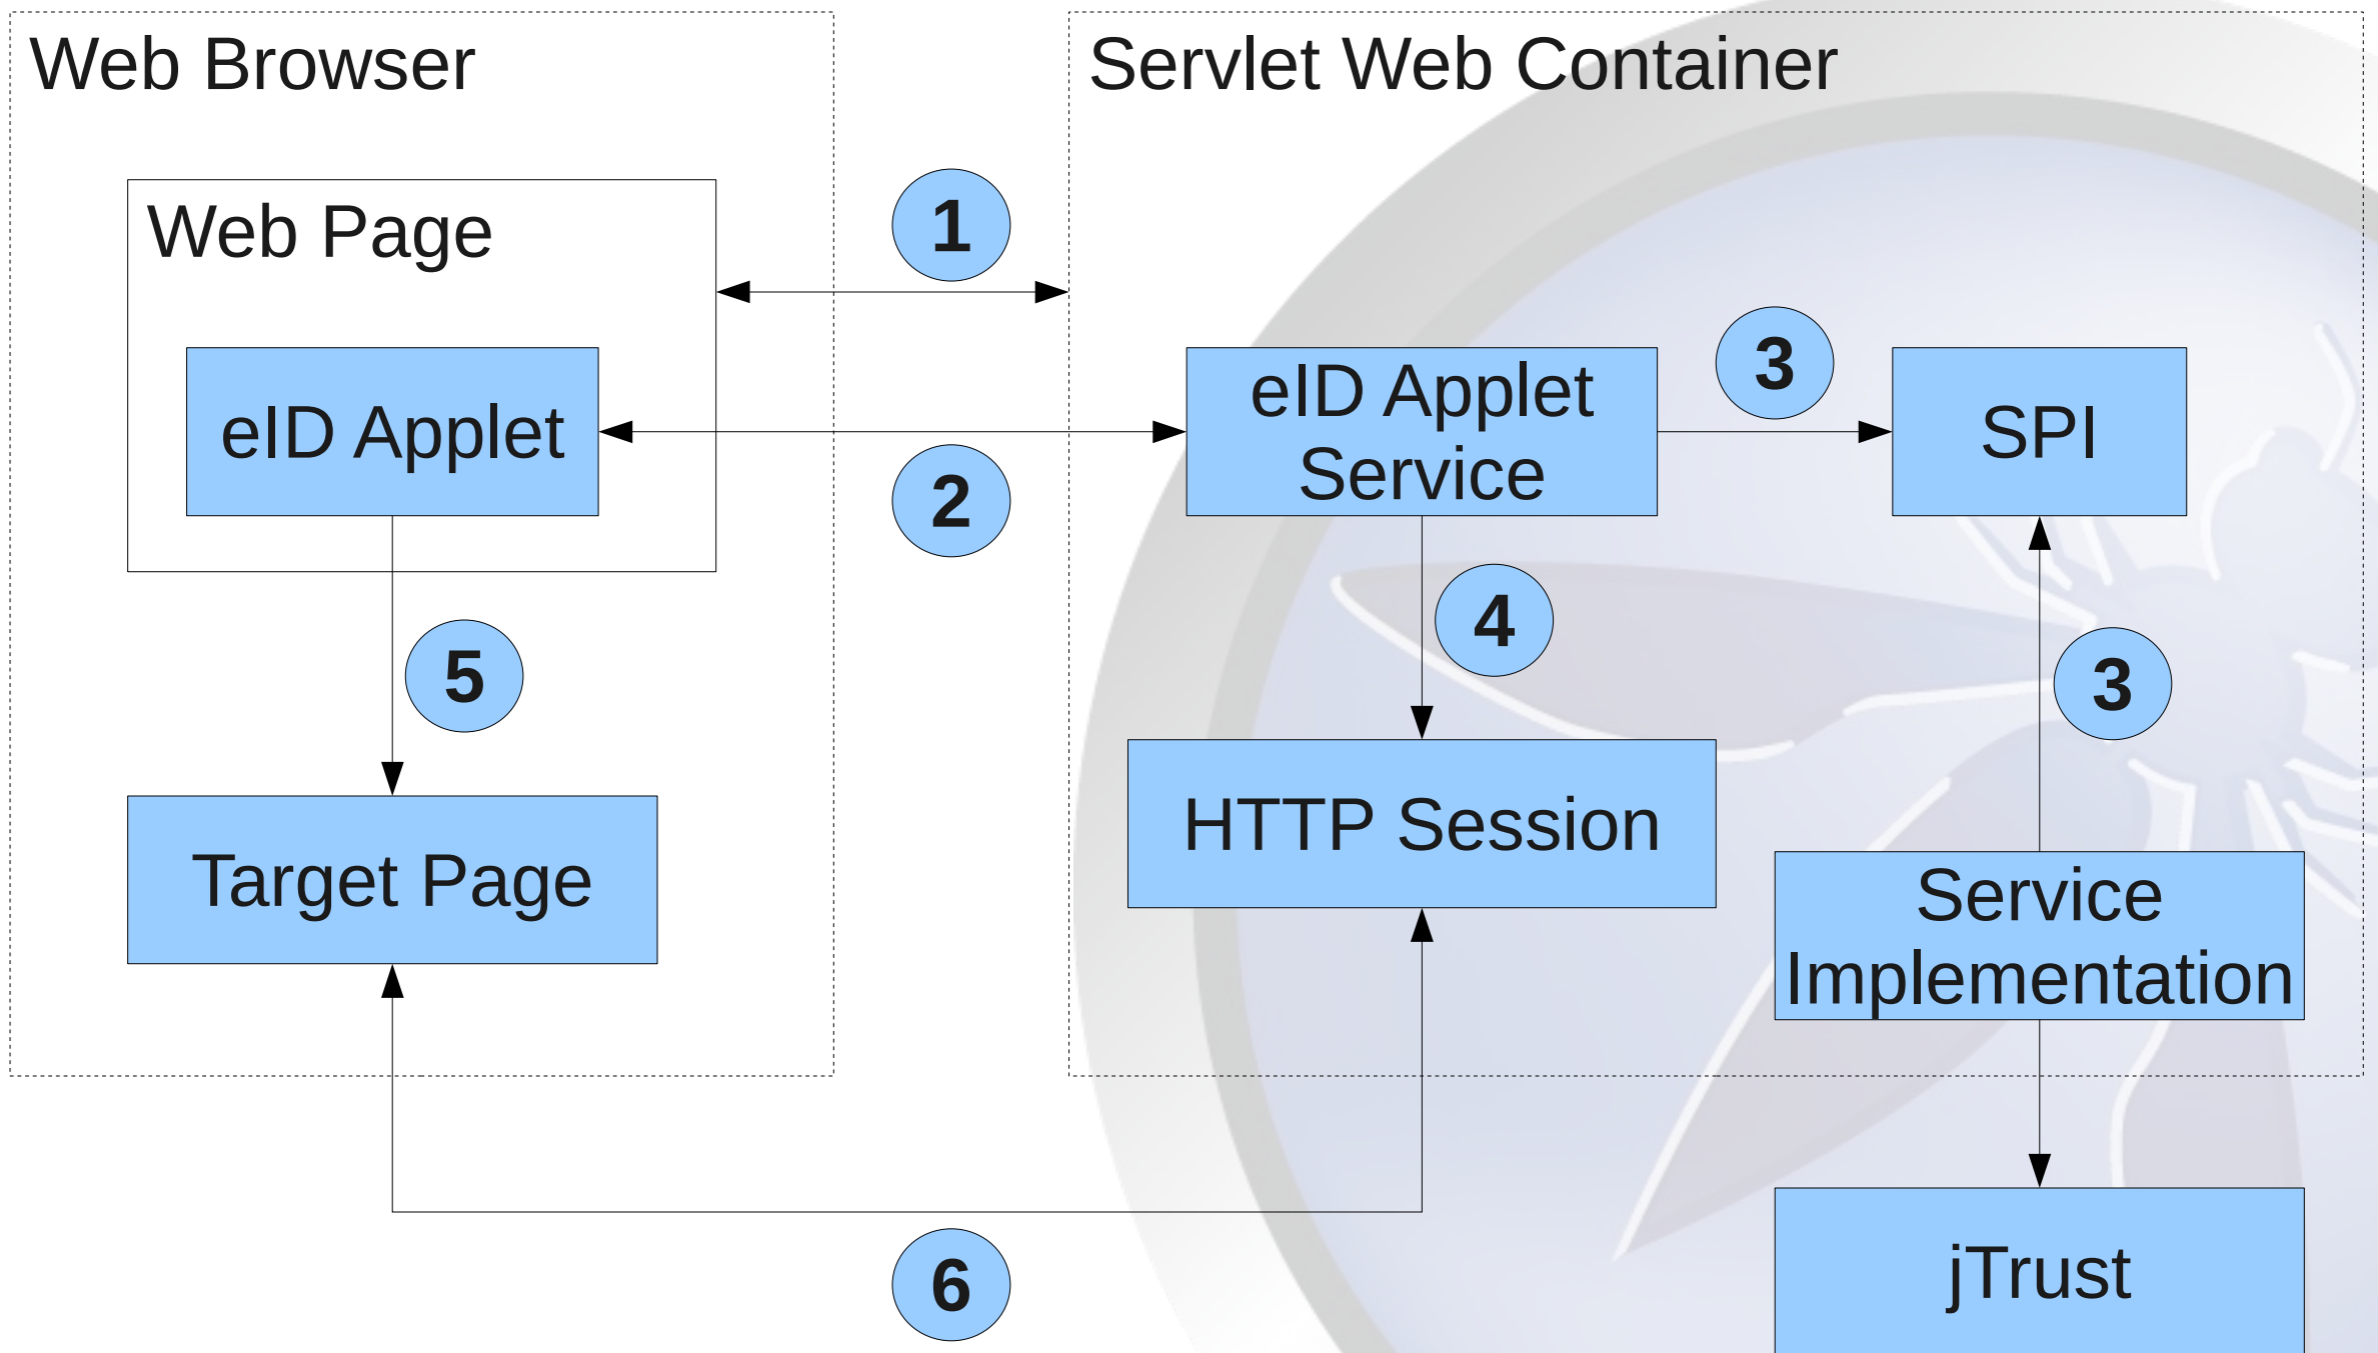 Web Browser
Servlet Web Container
Web Page
1
eID Applet
2
eID Applet
Service
3
SPI
5
4
3
Target Page
HTTP Session
Service
Implementation
6
jTrust